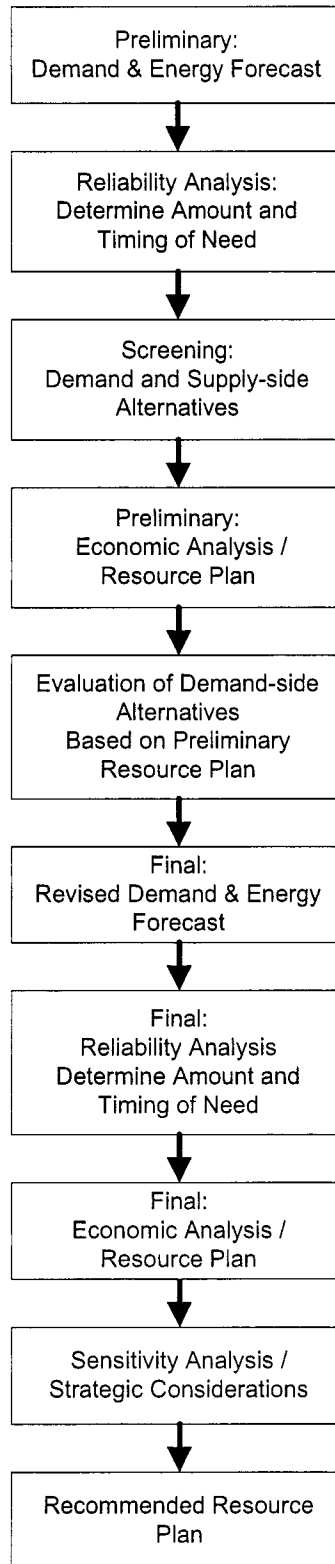 Preliminary:
Demand & Energy Forecast
Reliability Analysis:
Determine Amount and
Timing of Need
Screening:
Demand and Supply-side
Alternatives
Preliminary:
Economic Analysis /
Resource Plan
Evaluation of Demand-side
Alternatives
Based on Preliminary
Resource Plan
Final:
Revised Demand & Energy
Forecast
Final:
Reliability Analysis
Determine Amount and
Timing of Need
Final:
Economic Analysis /
Resource Plan
Sensitivity Analysis /
Strategic Considerations
Recommended Resource
Plan